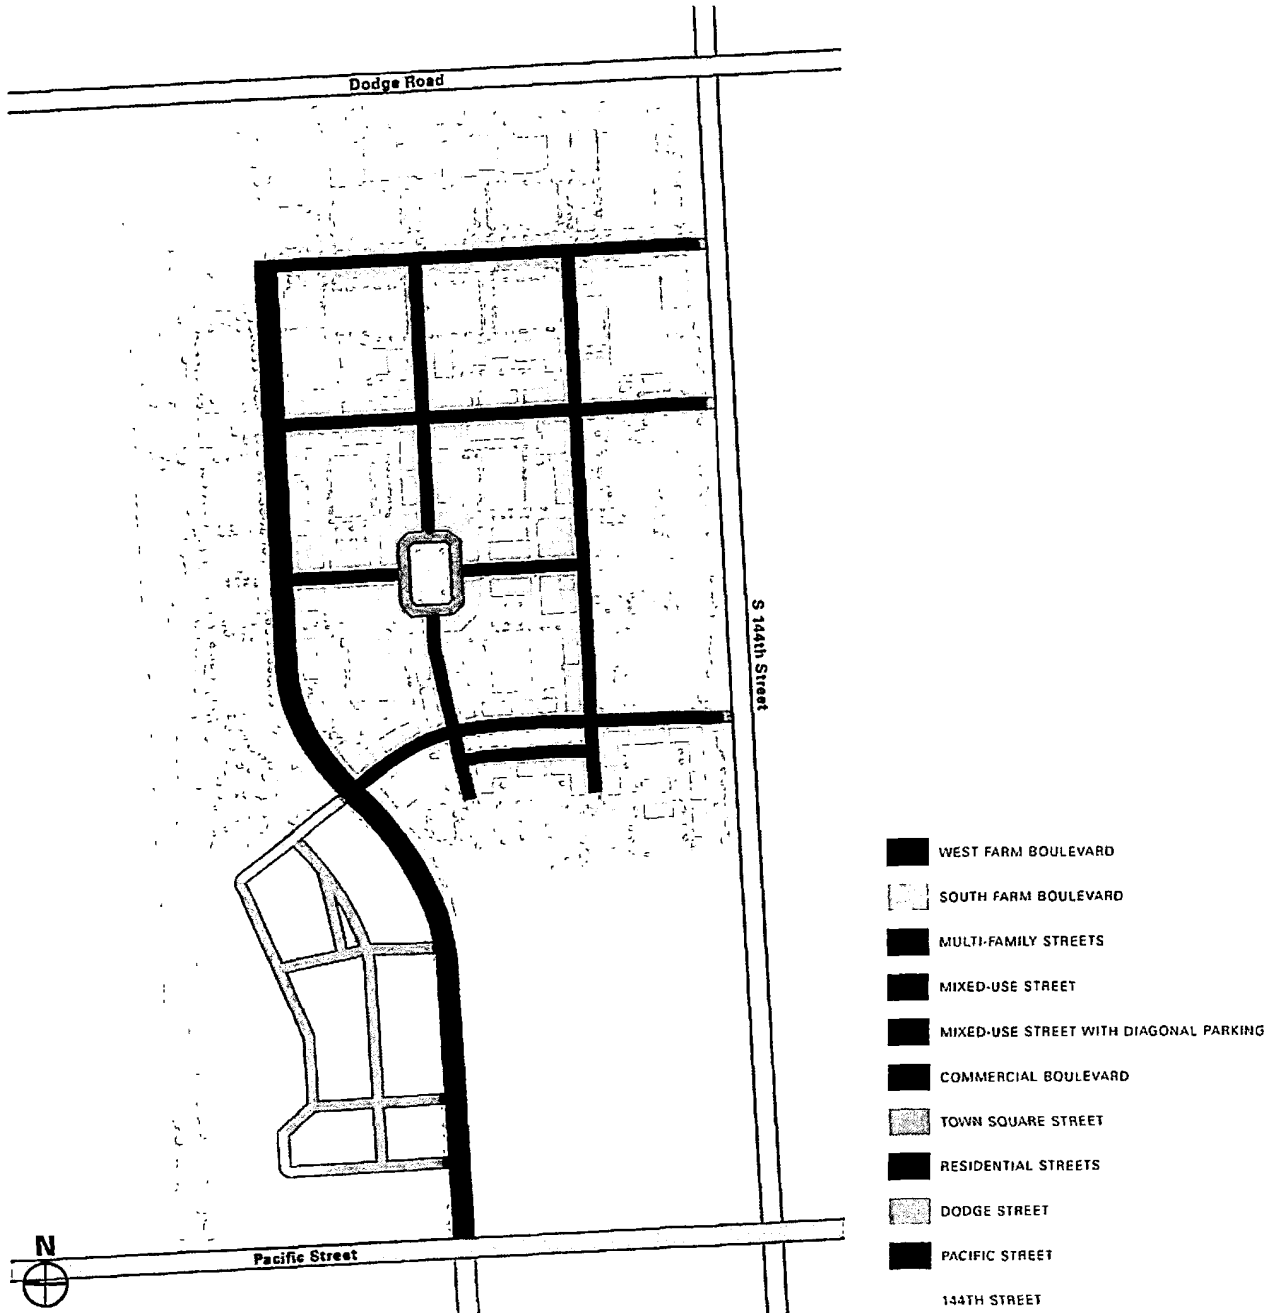 Dodge Road
S 144th Street
WEST FARM BOULEVARD
SOUTH FARM BOULEVARD
MULTI-FAMILY STREETS
MIXED-USE STREET
MIXED-USE STREET WITH DIAGONAL PARKING
COMMERCIAL BOULEVARD
TOWN SQUARE STREET
RESIDENTIAL STREETS
DODGE STREET
PACIFIC STREET
144TH STREET
N
Pacific Street